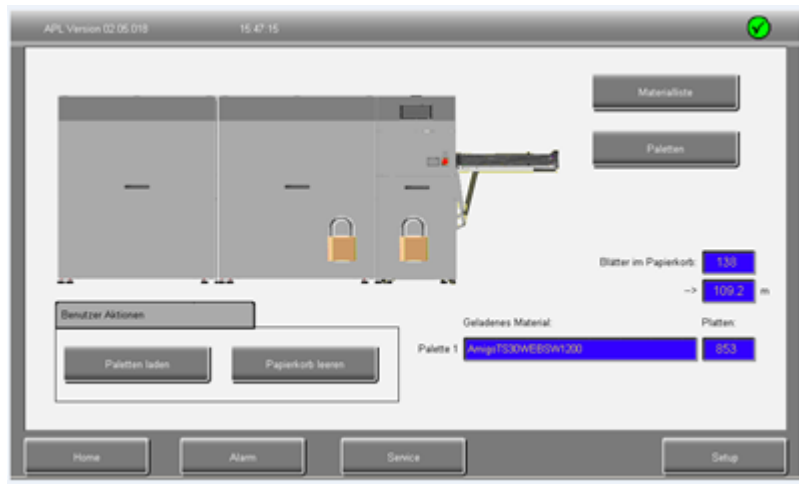 APL Version 02.05.018 15:47:15
Materialliste
Paletten
Blätter im Papierkorb: 138
--> 109.2 m
Benutzer Aktionen
Geladenes Material: Platten:
Paletten laden Papierkorb leeren
Palette 1 AmigoTS30WEBSW1200 853
Home Alarm Service Setup